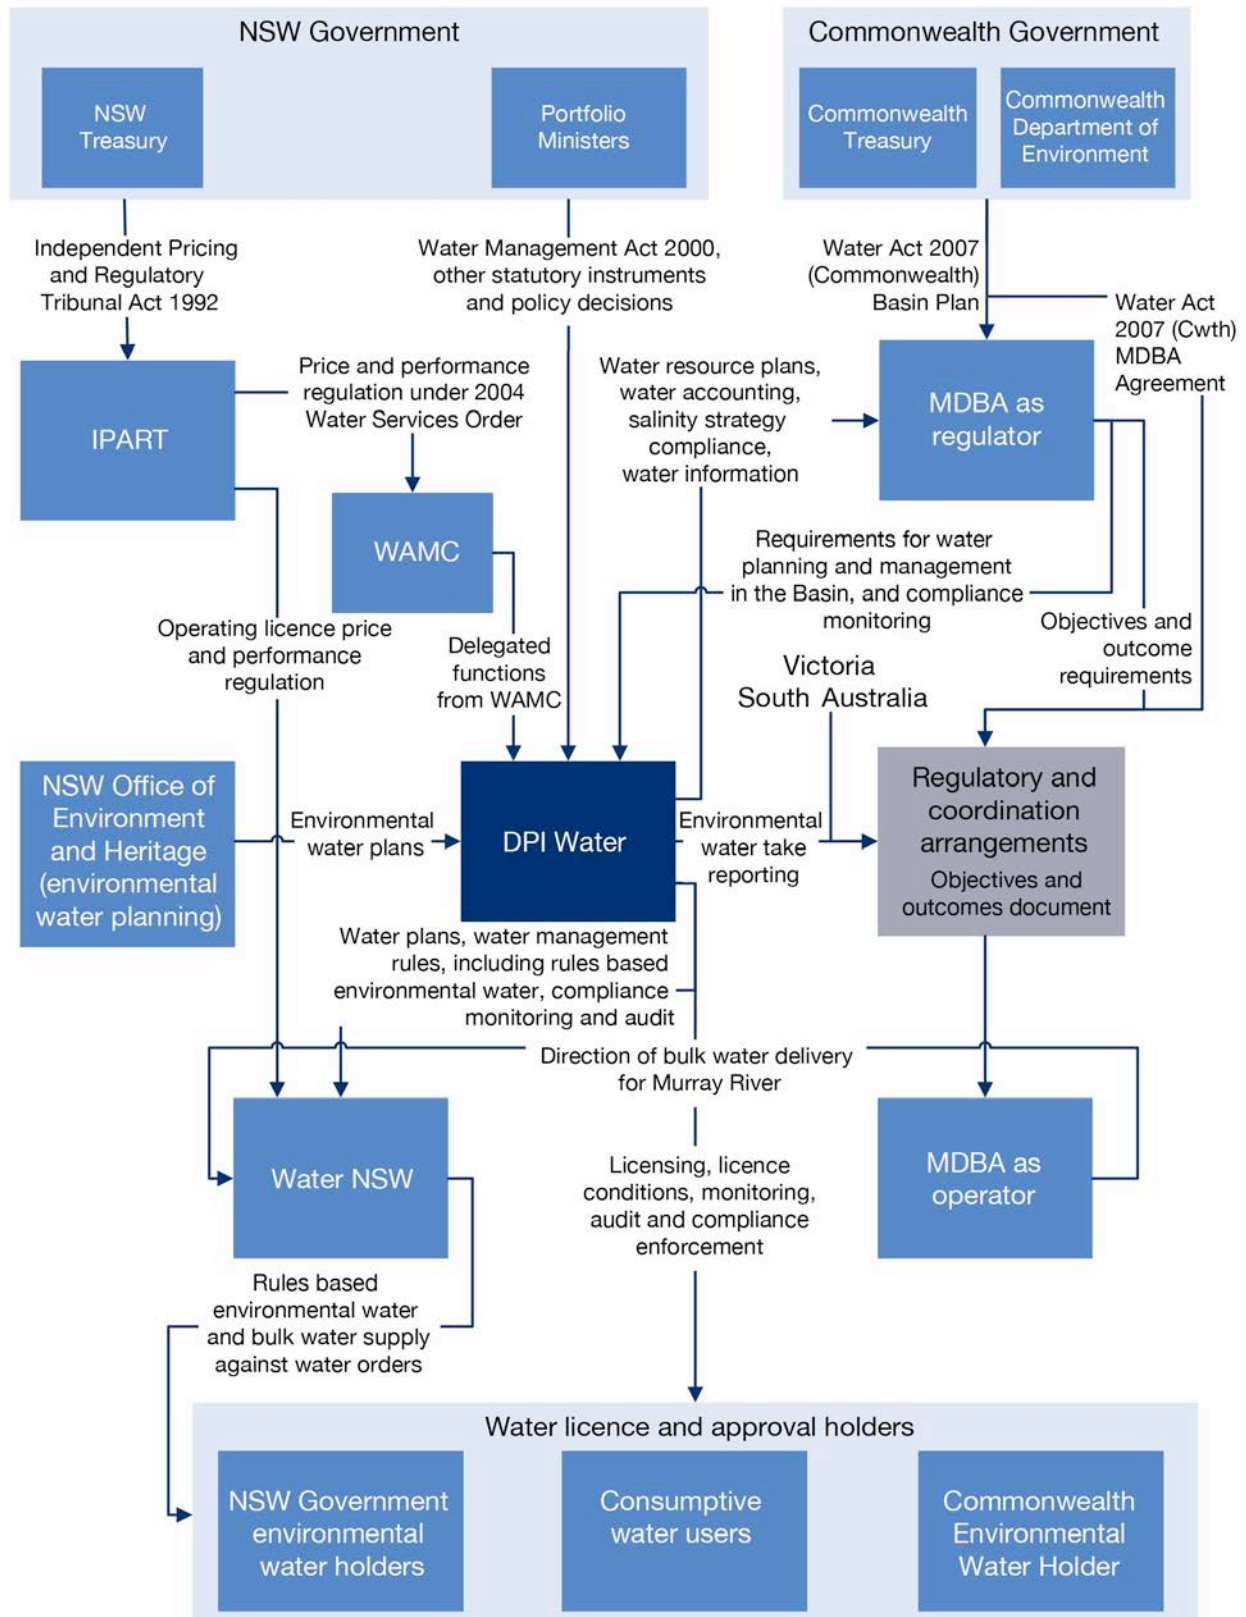 NSW Government
Commonwealth Government
NSW
Treasury
Portfolio
Ministers
Commonwealth
Treasury
Commonwealth
Department of
Environment
Independent Pricing
and Regulatory
Tribunal Act 1992
Water Management Act 2000,
other statutory instruments
and policy decisions
Water Act 2007
(Commonwealth)
Basin Plan
Water Act
2007 (Cwth)
MDBA
Agreement
IPART
Price and performance
regulation under 2004
Water Services Order
Water resource plans,
water accounting,
salinity strategy
compliance,
water information
MDBA as
regulator
WAMC
Requirements for water
planning and management
in the Basin, and compliance
monitoring
Operating licence price
and performance
regulation
Delegated
functions
from WAMC
Victoria
South Australia
Objectives and
outcome
requirements
NSW Office of
Environment
and Heritage
(environmental
water planning)
Environmental
water plans
DPI Water
Environmental
water take
reporting
Regulatory and
coordination
arrangements
Objectives and
outcomes document
Water plans, water management
rules, including rules based
environmental water, compliance
monitoring and audit
Direction of bulk water delivery
for Murray River
Water NSW
Licensing, licence
conditions, monitoring,
audit and compliance
enforcement
MDBA as
operator
Rules based
environmental water
and bulk water supply
against water orders
Water licence and approval holders
NSW Government
environmental
water holders
Consumptive
water users
Commonwealth
Environmental
Water Holder